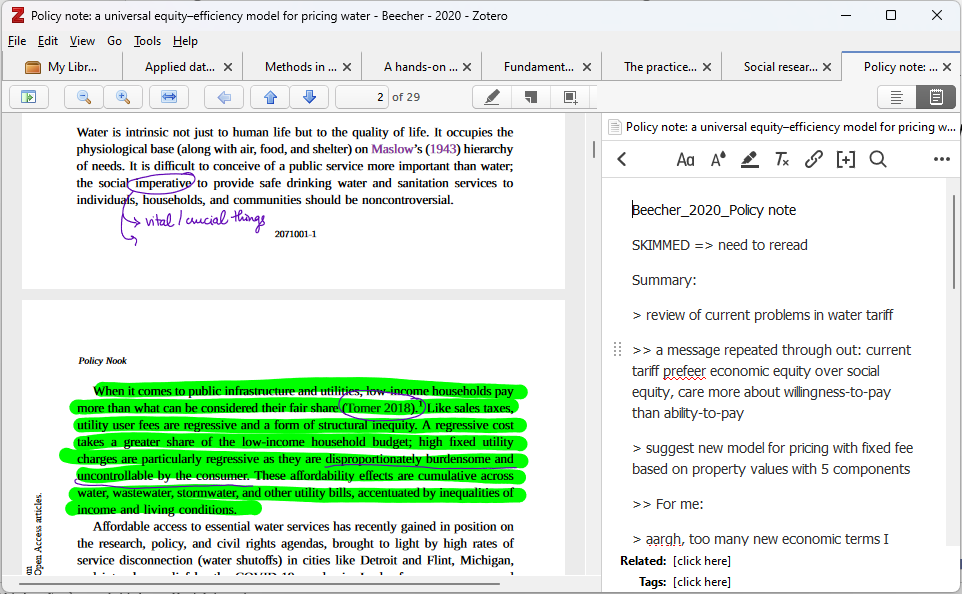 Policy note: a universal equity–efficiency model for pricing water - Beecher - 2020 - Zotero
File Edit View Go Tools Help
My Libr... Applied dat... Methods in ... A hands-on ... Fundament... The practice... Social resear... Policy note: ...
2 of 29
Water is intrinsic not just to human life but to the quality of life. It occupies the
physiological base (along with air, food, and shelter) on Maslow's (1943) hierarchy
of needs. It is difficult to conceive of a public service more important than water;
the social imperative to provide safe drinking water and sanitation services to
individuals, households, and communities should be noncontroversial.
vital / crucial things
2071001-1
Policy Nook
When it comes to public infrastructure and utilities, low-income households pay
more than what can be considered their fair share (Tomer 2018).¹ Like sales taxes,
utility user fees are regressive and a form of structural inequity. A regressive cost
takes a greater share of the low-income household budget; high fixed utility
charges are particularly regressive as they are disproportionately burdensome and
uncontrollable by the consumer. These affordability effects are cumulative across
water, wastewater, stormwater, and other utility bills, accentuated by inequalities of
income and living conditions.
Affordable access to essential water services has recently gained in position on
the research, policy, and civil rights agendas, brought to light by high rates of
service disconnection (water shutoffs) in cities like Detroit and Flint, Michigan,
Open Access articles.
Policy note: a universal equity–efficiency model for pricing w...
Beecher_2020_Policy note
SKIMMED => need to reread
Summary:
> review of current problems in water tariff
>> a message repeated through out: current
tariff prefeer economic equity over social
equity, care more about willingness-to-pay
than ability-to-pay
> suggest new model for pricing with fixed fee
based on property values with 5 components
>> For me:
> aargh, too many new economic terms I
Related: [click here]
Tags: [click here]